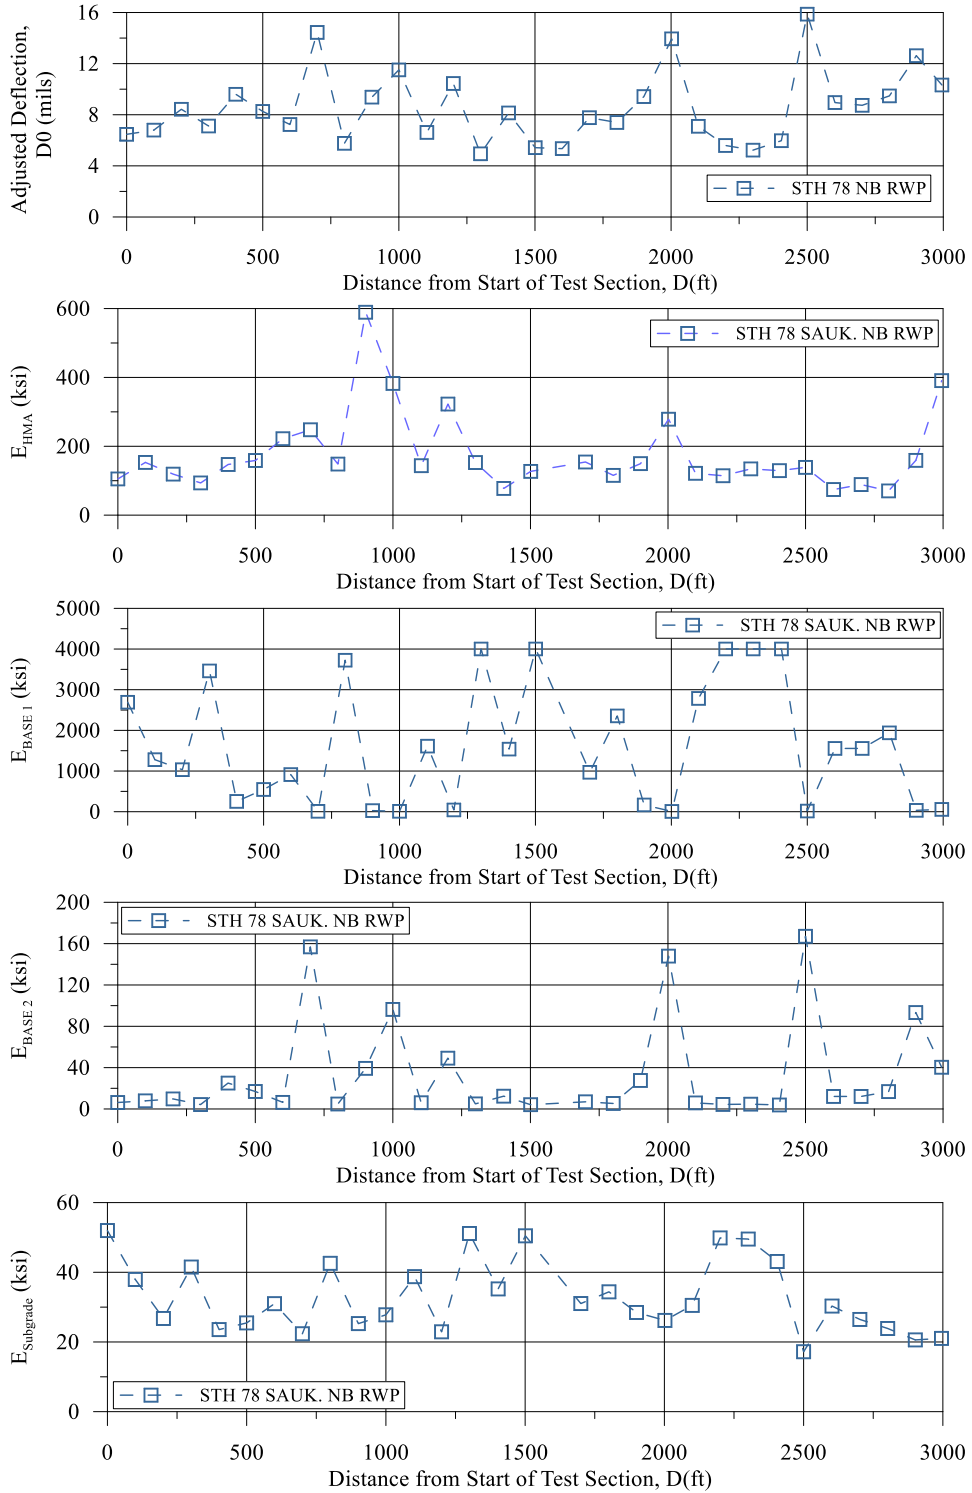 Adjusted Deflection,
D0 (mils)
16
12
8
4
0
STH 78 NB RWP
0 500 1000 1500 2000 2500 3000
Distance from Start of Test Section, D(ft)
E_HMA (ksi)
600
400
200
0
STH 78 SAUK. NB RWP
0 500 1000 1500 2000 2500 3000
Distance from Start of Test Section, D(ft)
E_BASE 1 (ksi)
5000
4000
3000
2000
1000
0
STH 78 SAUK. NB RWP
0 500 1000 1500 2000 2500 3000
Distance from Start of Test Section, D(ft)
E_BASE 2 (ksi)
200
160
120
80
40
0
STH 78 SAUK. NB RWP
0 500 1000 1500 2000 2500 3000
Distance from Start of Test Section, D(ft)
E_Subgrade (ksi)
60
40
20
0
STH 78 SAUK. NB RWP
0 500 1000 1500 2000 2500 3000
Distance from Start of Test Section, D(ft)